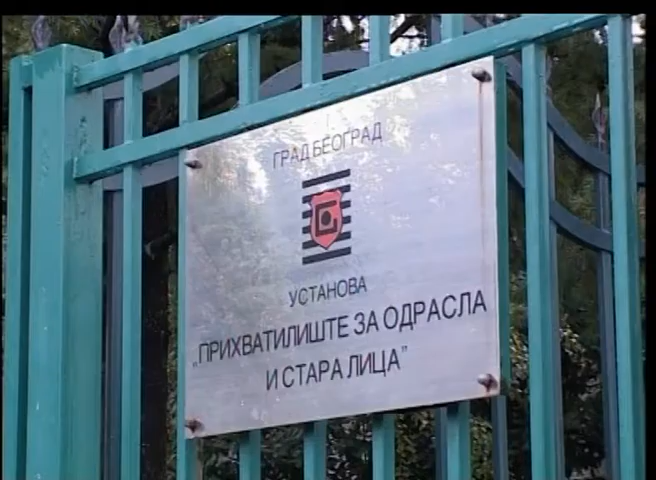 ГРАД БЕОГРАД
УСТАНОВА
„ПРИХВАТИЛИШТЕ ЗА ОДРАСЛА
И СТАРА ЛИЦА”